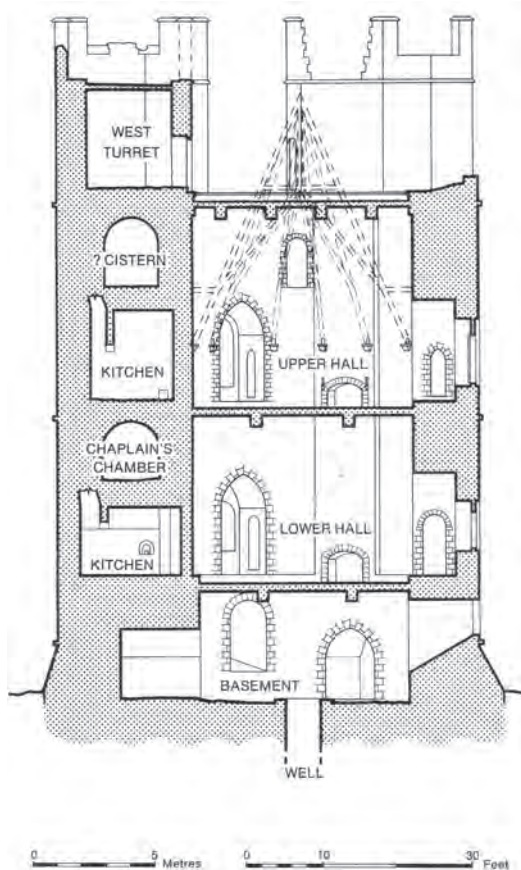 WEST
TURRET
? CISTERN
KITCHEN
UPPER HALL
CHAPLAIN'S
CHAMBER
LOWER HALL
KITCHEN
BASEMENT
WELL
0 5 Metres
0 10 30 Feet